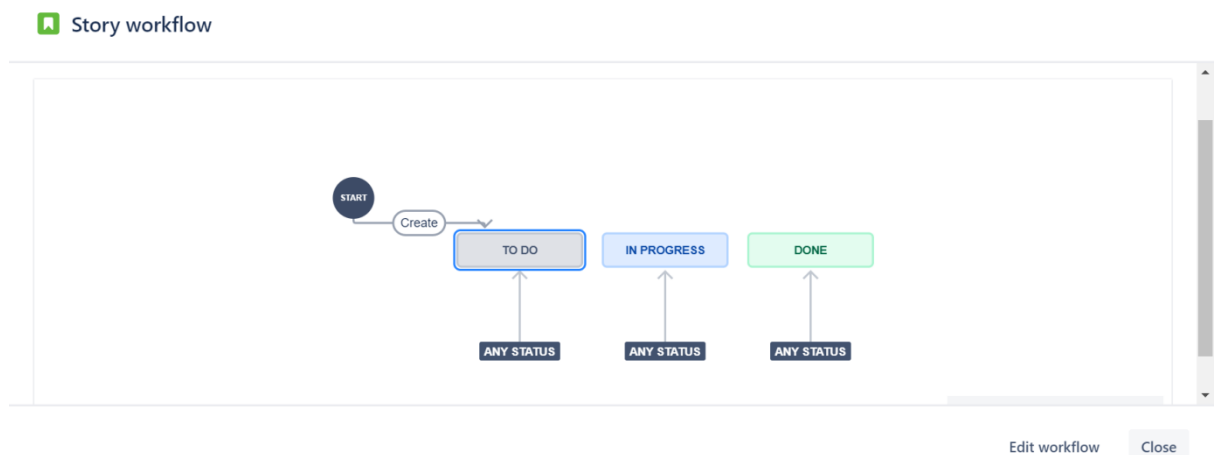 Story workflow
START
Create
TO DO
IN PROGRESS
DONE
ANY STATUS
ANY STATUS
ANY STATUS
Edit workflow
Close